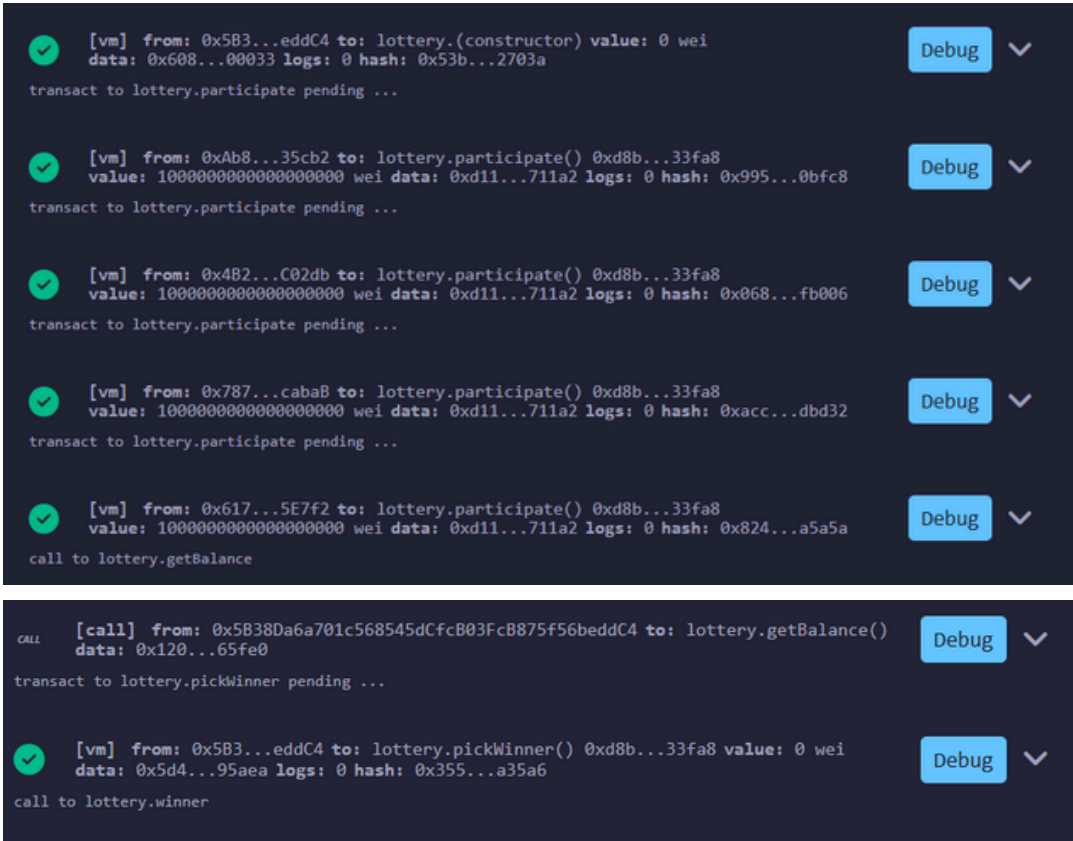 [vm] from: 0x5B3...eddC4 to: lottery.(constructor) value: 0 wei
data: 0x608...00033 logs: 0 hash: 0x53b...2703a
Debug
transact to lottery.participate pending ...
[vm] from: 0xAb8...35cb2 to: lottery.participate() 0xd8b...33fa8
value: 1000000000000000000 wei data: 0xd11...711a2 logs: 0 hash: 0x995...0bfc8
Debug
transact to lottery.participate pending ...
[vm] from: 0x4B2...C02db to: lottery.participate() 0xd8b...33fa8
value: 1000000000000000000 wei data: 0xd11...711a2 logs: 0 hash: 0x068...fb006
Debug
transact to lottery.participate pending ...
[vm] from: 0x787...cabaB to: lottery.participate() 0xd8b...33fa8
value: 1000000000000000000 wei data: 0xd11...711a2 logs: 0 hash: 0xacc...dbd32
Debug
transact to lottery.participate pending ...
[vm] from: 0x617...5E7f2 to: lottery.participate() 0xd8b...33fa8
value: 1000000000000000000 wei data: 0xd11...711a2 logs: 0 hash: 0x824...a5a5a
Debug
call to lottery.getBalance
CALL
[call] from: 0x5B38Da6a701c568545dCfcB03FcB875f56beddC4 to: lottery.getBalance()
data: 0x120...65fe0
Debug
transact to lottery.pickWinner pending ...
[vm] from: 0x5B3...eddC4 to: lottery.pickWinner() 0xd8b...33fa8 value: 0 wei
data: 0x5d4...95aea logs: 0 hash: 0x355...a35a6
Debug
call to lottery.winner